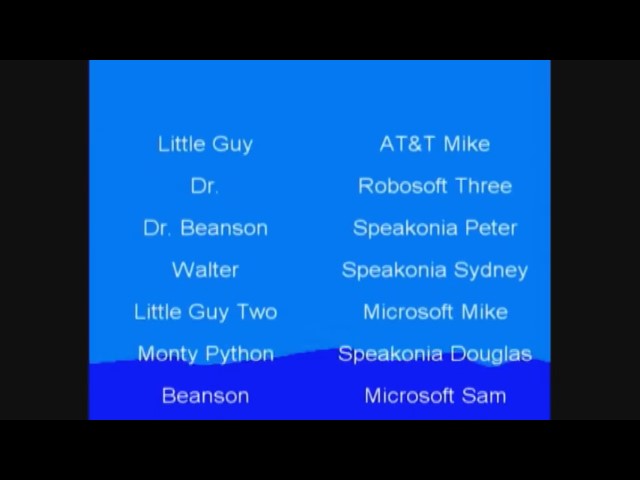 Little Guy AT&T Mike
Dr. Robosoft Three
Dr. Beanson Speakonia Peter
Walter Speakonia Sydney
Little Guy Two Microsoft Mike
Monty Python Speakonia Douglas
Beanson Microsoft Sam